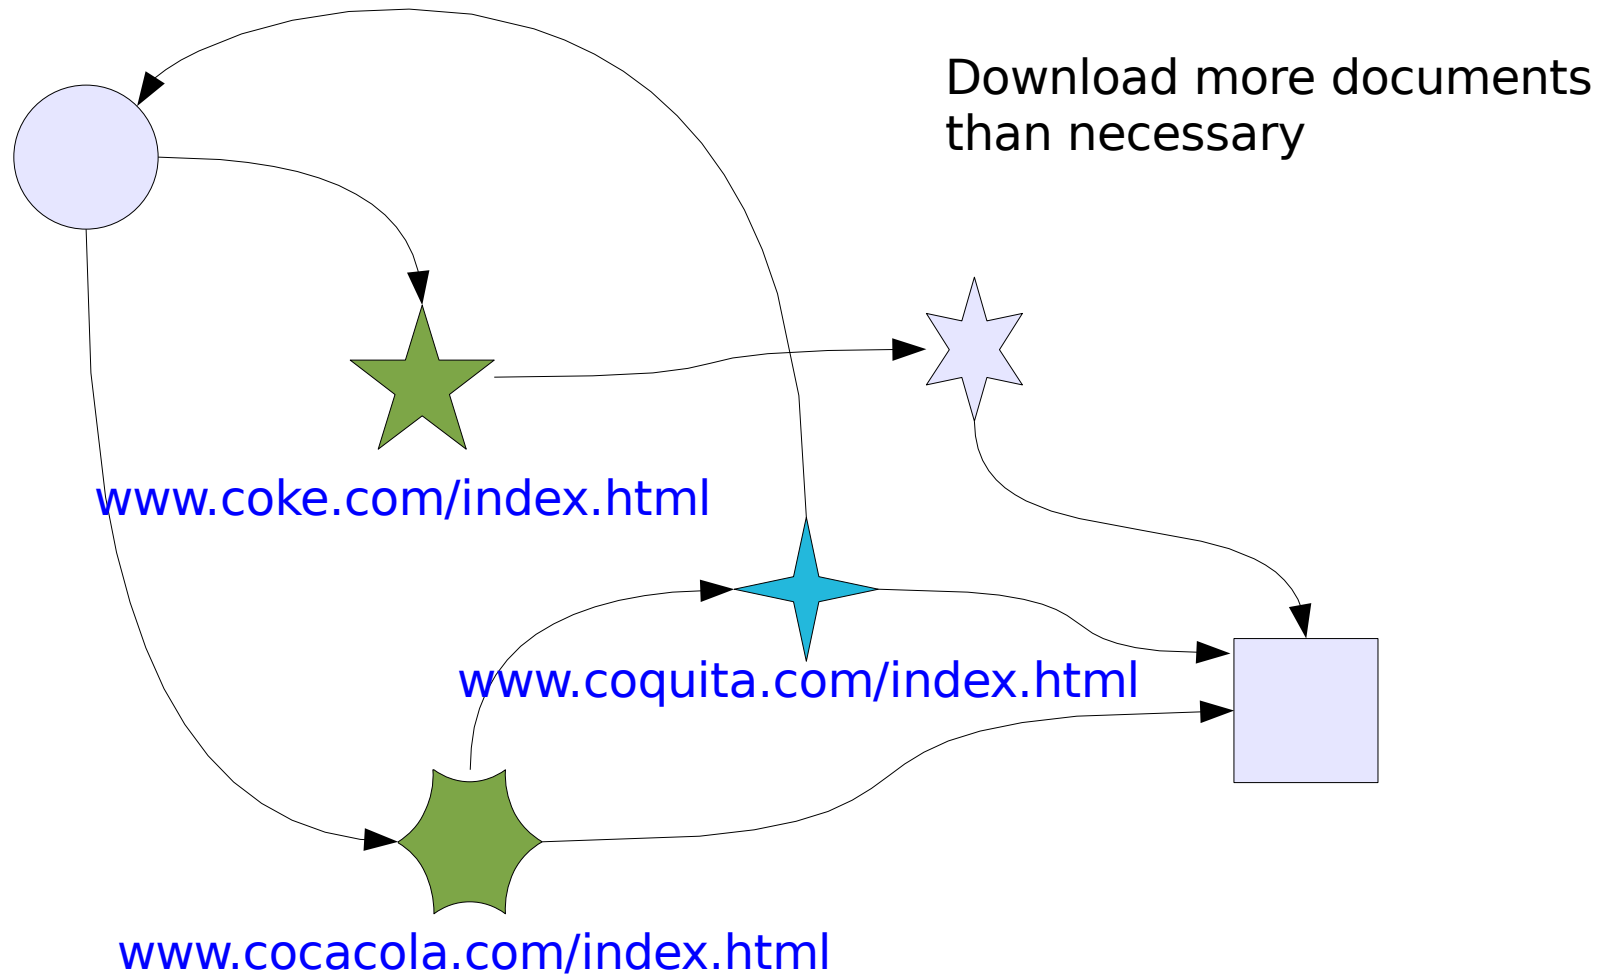 Download more documents
than necessary
www.coke.com/index.html
www.coquita.com/index.html
www.cocacola.com/index.html